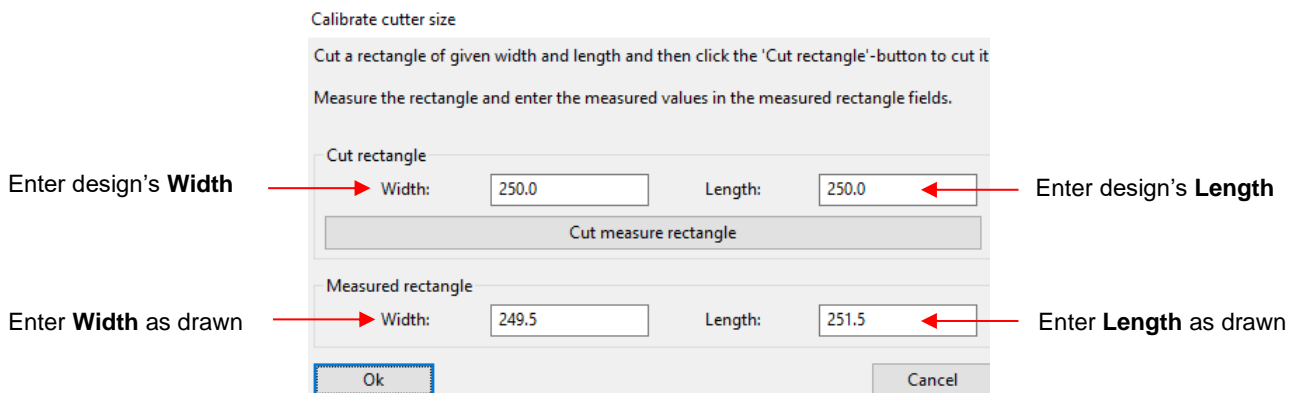 Calibrate cutter size
Cut a rectangle of given width and length and then click the 'Cut rectangle'-button to cut it
Measure the rectangle and enter the measured values in the measured rectangle fields.
Cut rectangle
Enter design's Width Width: 250.0 Length: 250.0 Enter design's Length
Cut measure rectangle
Measured rectangle
Enter Width as drawn Width: 249.5 Length: 251.5 Enter Length as drawn
Ok Cancel